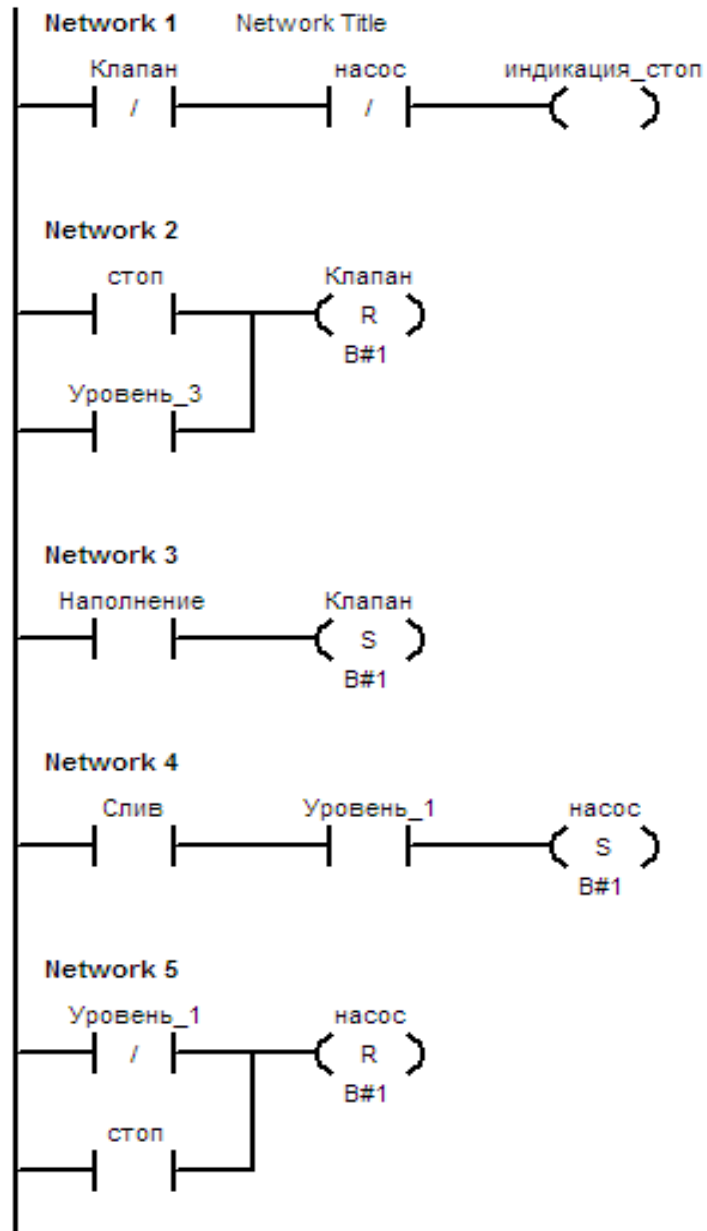 Network 1 Network Title
Клапан насос индикация_стоп
/ /
Network 2
стоп Клапан
R
B#1
Уровень_3
Network 3
Наполнение Клапан
S
B#1
Network 4
Слив Уровень_1 насос
S
B#1
Network 5
Уровень_1 насос
/ R
B#1
стоп